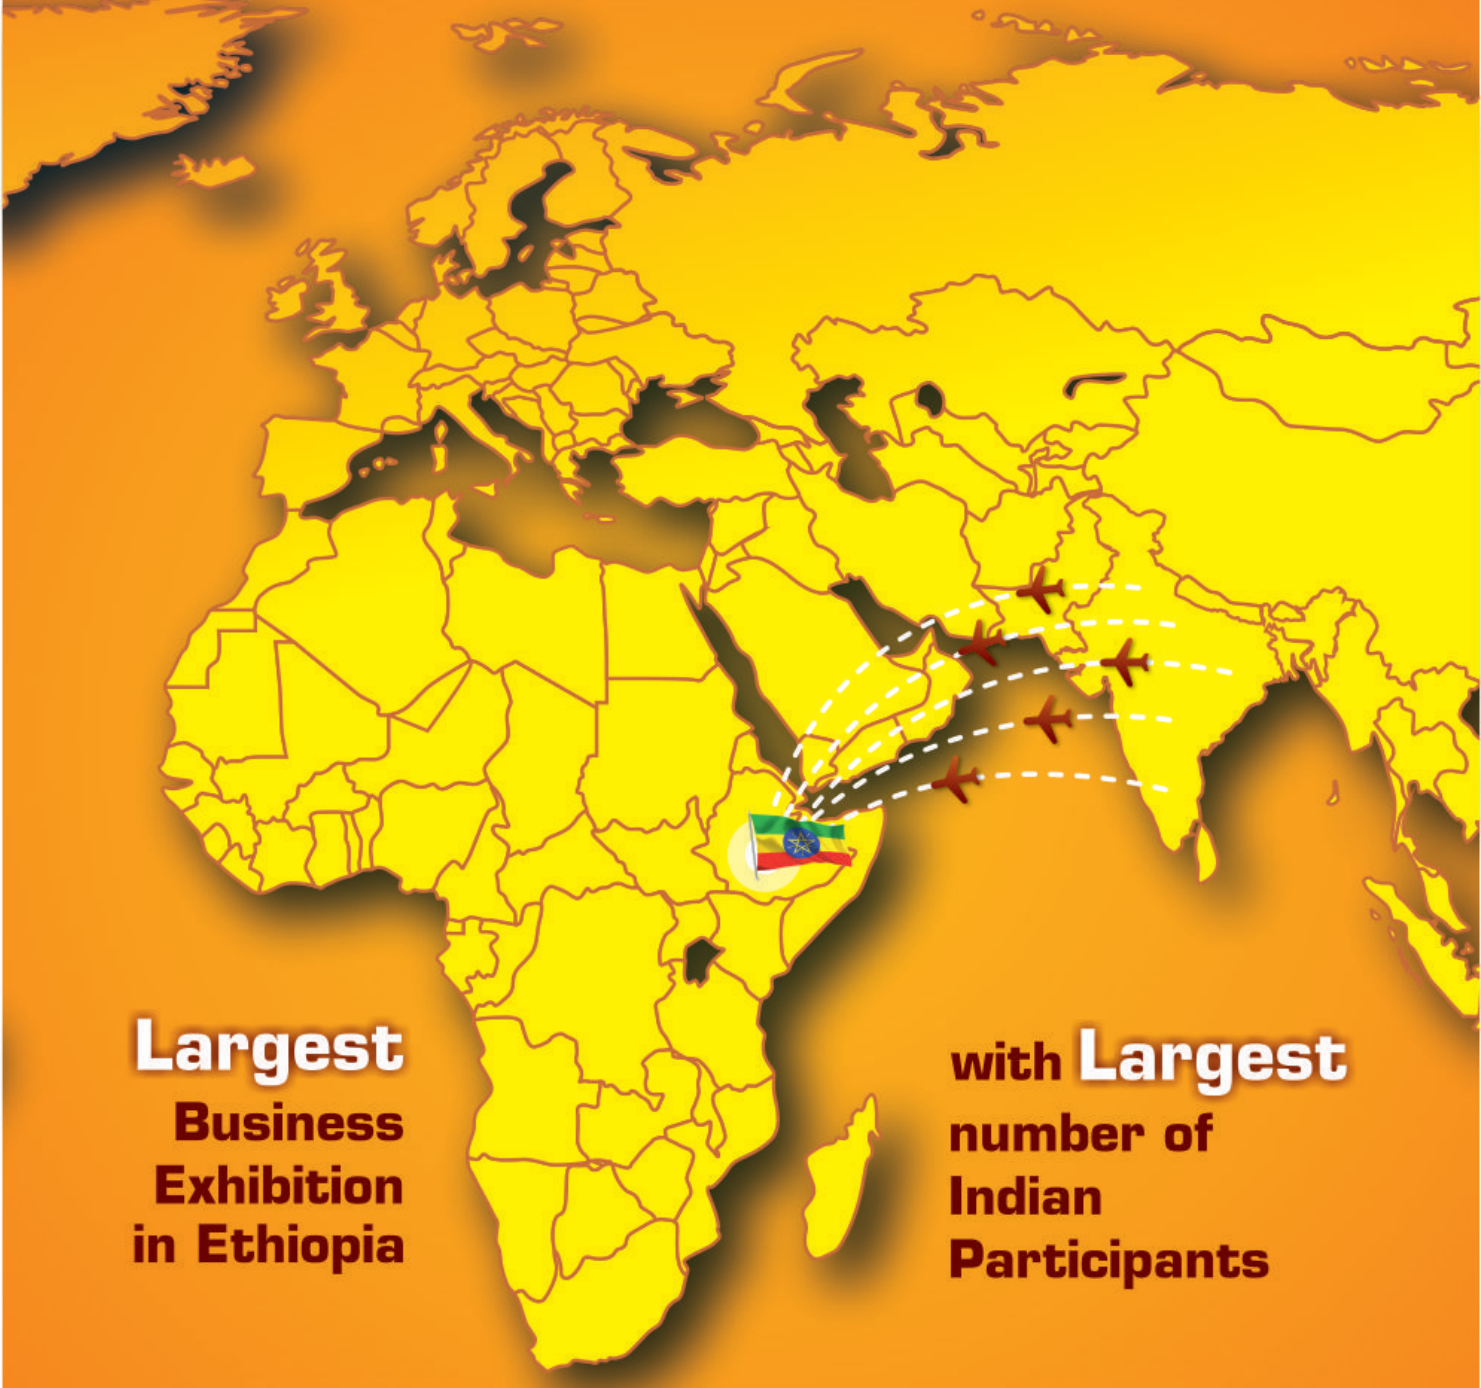 Largest
Business
Exhibition
in Ethiopia
with Largest
number of
Indian
Participants